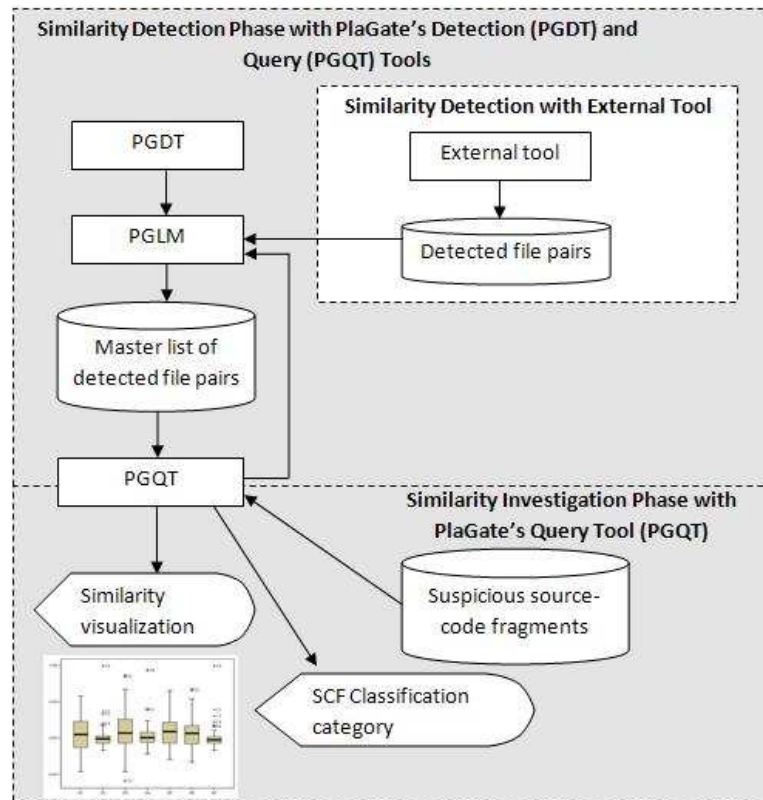 Similarity Detection Phase with PlaGate's Detection (PGDT) and
Query (PGQT) Tools
Similarity Detection with External Tool
PGDT
External tool
PGLM
Detected file pairs
Master list of
detected file pairs
PGQT
Similarity Investigation Phase with
PlaGate's Query Tool (PGQT)
Similarity
visualization
Suspicious source-
code fragments
SCF Classification
category